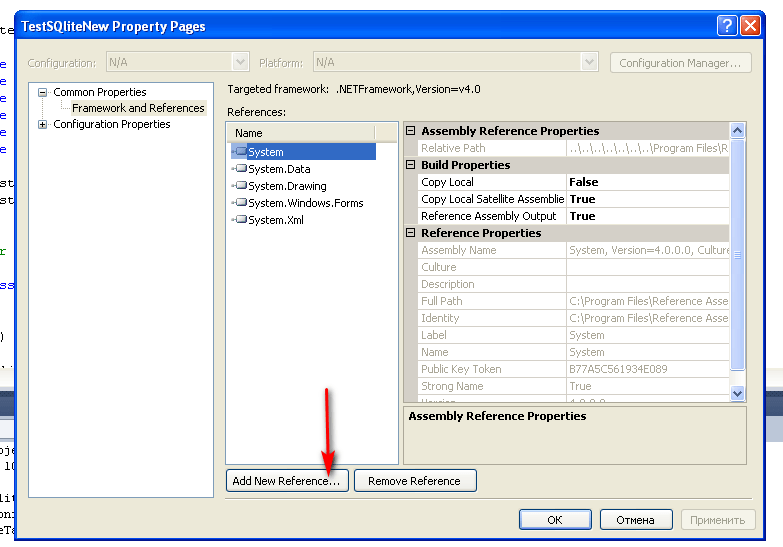 TestSQliteNew Property Pages
Configuration: N/A Platform: N/A Configuration Manager...
Common Properties
Framework and References
Configuration Properties
Targeted framework: .NETFramework,Version=v4.0
References:
Name
System
System.Data
System.Drawing
System.Windows.Forms
System.Xml
Assembly Reference Properties
Relative Path ..\..\..\..\..\..\Program Files\R
Build Properties
Copy Local False
Copy Local Satellite Assemblie True
Reference Assembly Output True
Reference Properties
Assembly Name System, Version=4.0.0.0, Culture
Culture
Description
Full Path C:\Program Files\Reference Asse
Identity C:\Program Files\Reference Asse
Label System
Name System
Public Key Token B77A5C561934E089
Strong Name True
Assembly Reference Properties
Add New Reference... Remove Reference
OK Отмена Применить